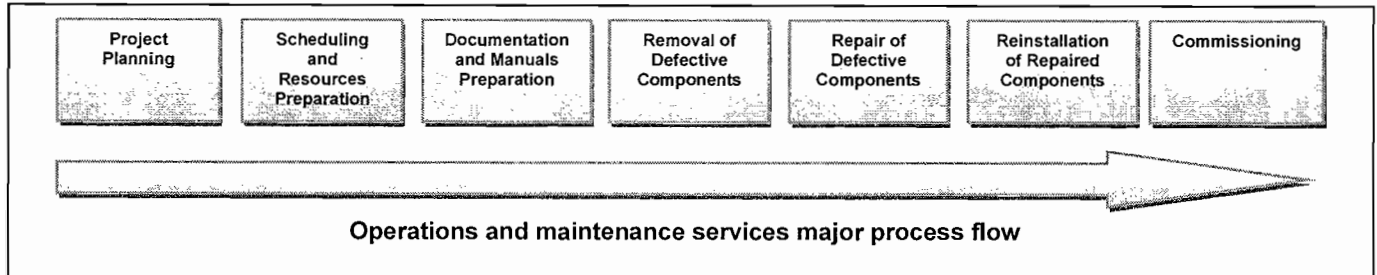 Project
Planning
Scheduling
and
Resources
Preparation
Documentation
and Manuals
Preparation
Removal of
Defective
Components
Repair of
Defective
Components
Reinstallation
of Repaired
Components
Commissioning
Operations and maintenance services major process flow